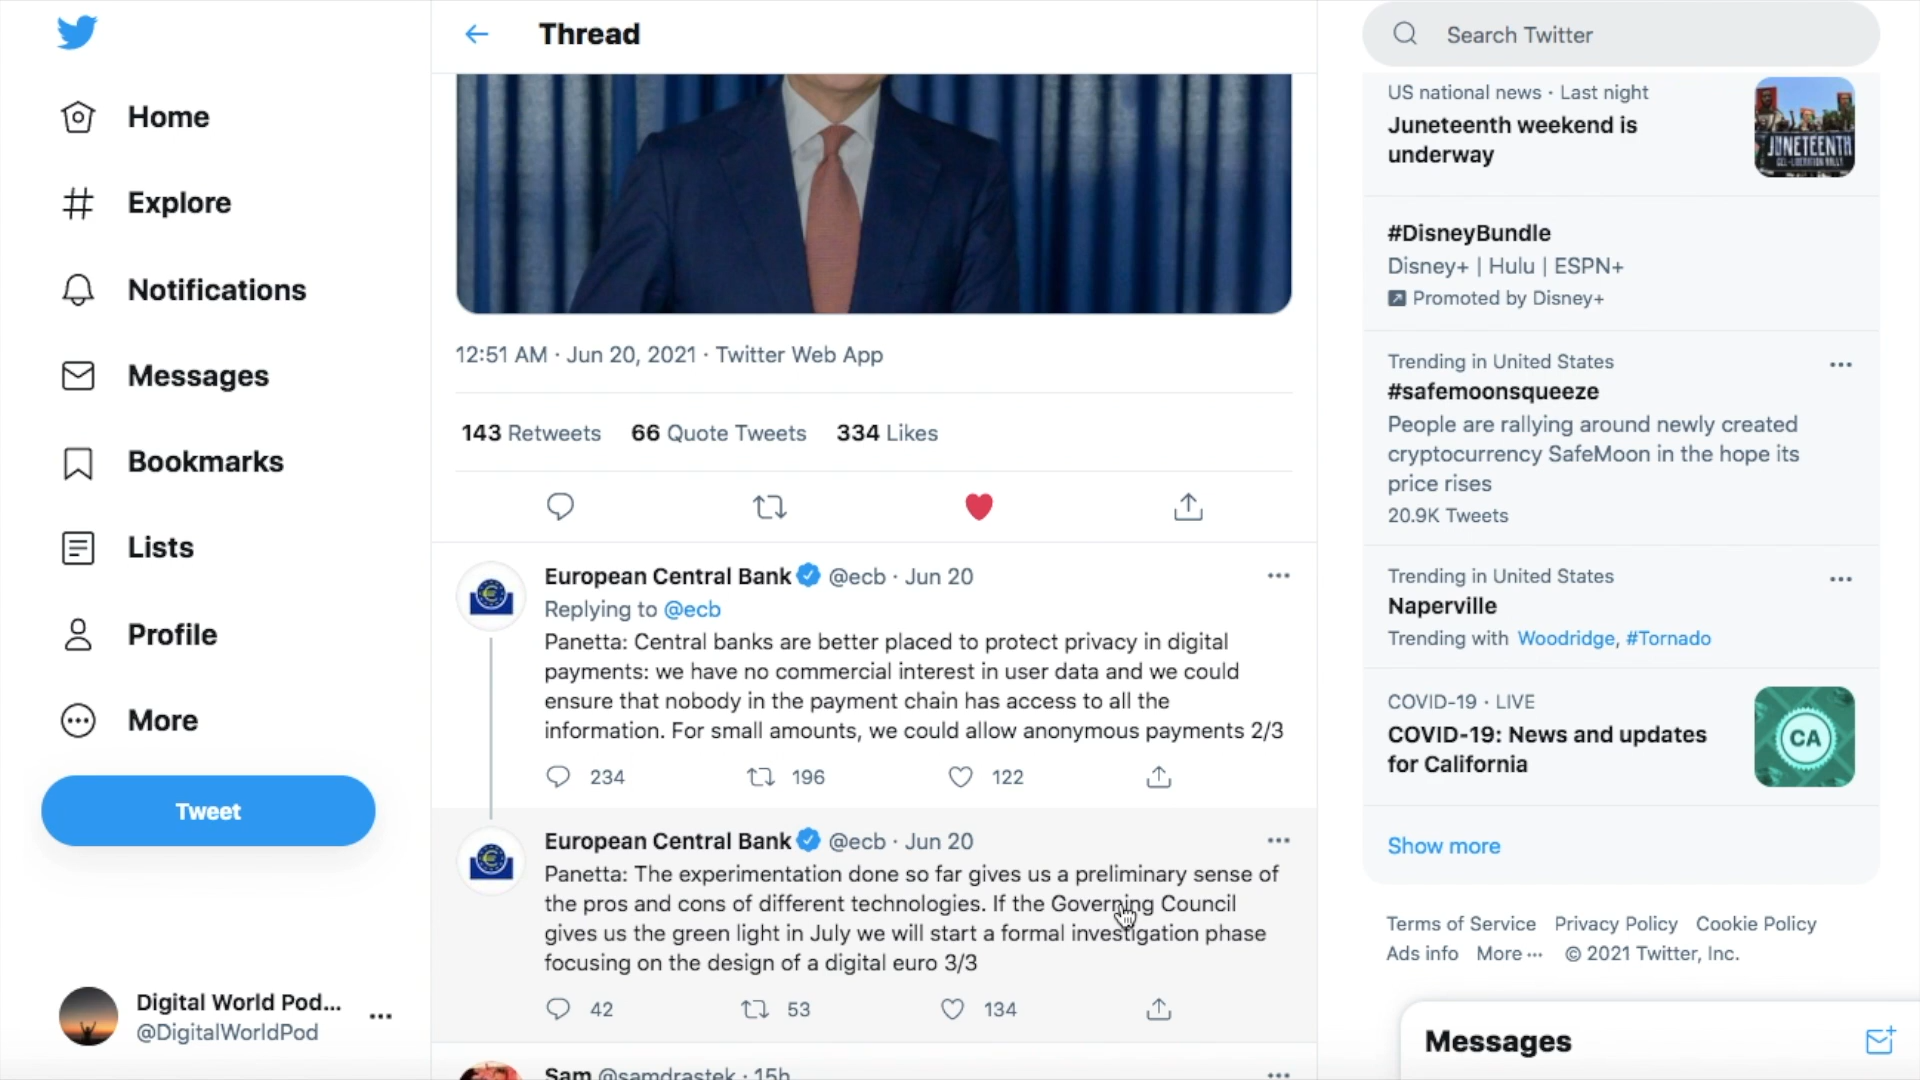 Home
Explore
Notifications
Messages
Bookmarks
Lists
Profile
More
Tweet
Digital World Pod...
@DigitalWorldPod
Thread
12:51 AM · Jun 20, 2021 · Twitter Web App
143 Retweets 66 Quote Tweets 334 Likes
European Central Bank @ecb · Jun 20
Replying to @ecb
Panetta: Central banks are better placed to protect privacy in digital
payments: we have no commercial interest in user data and we could
ensure that nobody in the payment chain has access to all the
information. For small amounts, we could allow anonymous payments 2/3
234 196 122
European Central Bank @ecb · Jun 20
Panetta: The experimentation done so far gives us a preliminary sense of
the pros and cons of different technologies. If the Governing Council
gives us the green light in July we will start a formal investigation phase
focusing on the design of a digital euro 3/3
42 53 134
Sam @samdrastek · 15h
Search Twitter
US national news · Last night
Juneteenth weekend is
underway
JUNETEENTH
#DisneyBundle
Disney+ | Hulu | ESPN+
Promoted by Disney+
Trending in United States
#safemoonsqueeze
People are rallying around newly created
cryptocurrency SafeMoon in the hope its
price rises
20.9K Tweets
Trending in United States
Naperville
Trending with Woodridge, #Tornado
COVID-19 · LIVE
COVID-19: News and updates
for California
CA
Show more
Terms of Service Privacy Policy Cookie Policy
Ads info More ··· © 2021 Twitter, Inc.
Messages